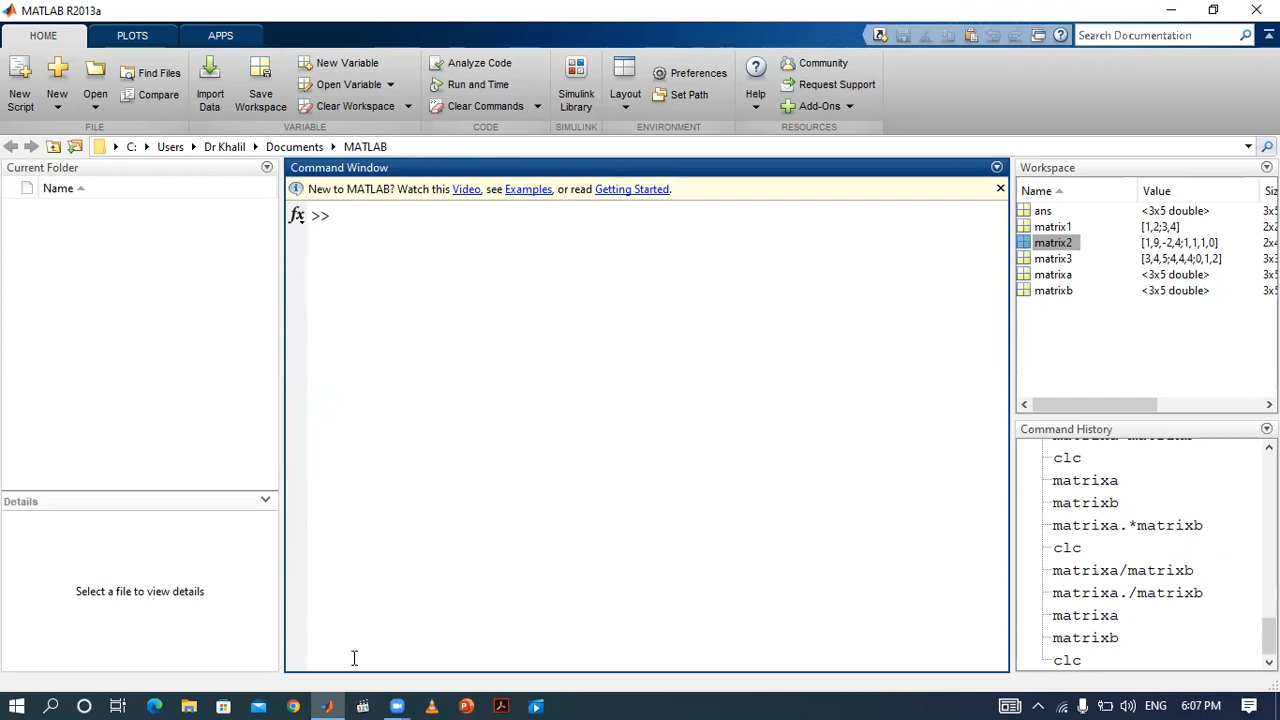 MATLAB R2013a
HOME
PLOTS
APPS
Search Documentation
New Script
New
Open
Find Files
Compare
FILE
Import Data
Save Workspace
New Variable
Open Variable
Clear Workspace
VARIABLE
Analyze Code
Run and Time
Clear Commands
CODE
Simulink Library
SIMULINK
Layout
Preferences
Set Path
ENVIRONMENT
Help
Community
Request Support
Add-Ons
RESOURCES
C: Users Dr Khalil Documents MATLAB
Current Folder
Name
Details
Select a file to view details
Command Window
New to MATLAB? Watch this Video, see Examples, or read Getting Started.
fx >>
Workspace
Name Value Siz
ans <3x5 double> 3x5
matrix1 [1,2;3,4] 2x2
matrix2 [1,9,-2,4;1,1,1,0] 2x4
matrix3 [3,4,5;4,4,4;0,1,2] 3x3
matrixa <3x5 double> 3x5
matrixb <3x5 double> 3x5
Command History
clc
matrixa
matrixb
matrixa.*matrixb
clc
matrixa/matrixb
matrixa./matrixb
matrixa
matrixb
clc
ENG 6:07 PM